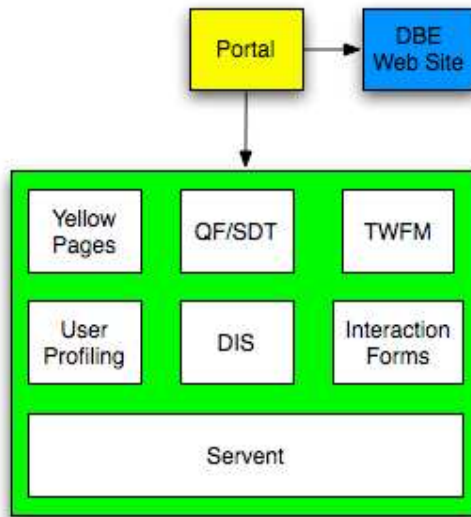 Portal
DBE
Web Site
Yellow
Pages
QF/SDT
TWFM
User
Profiling
DIS
Interaction
Forms
Servent